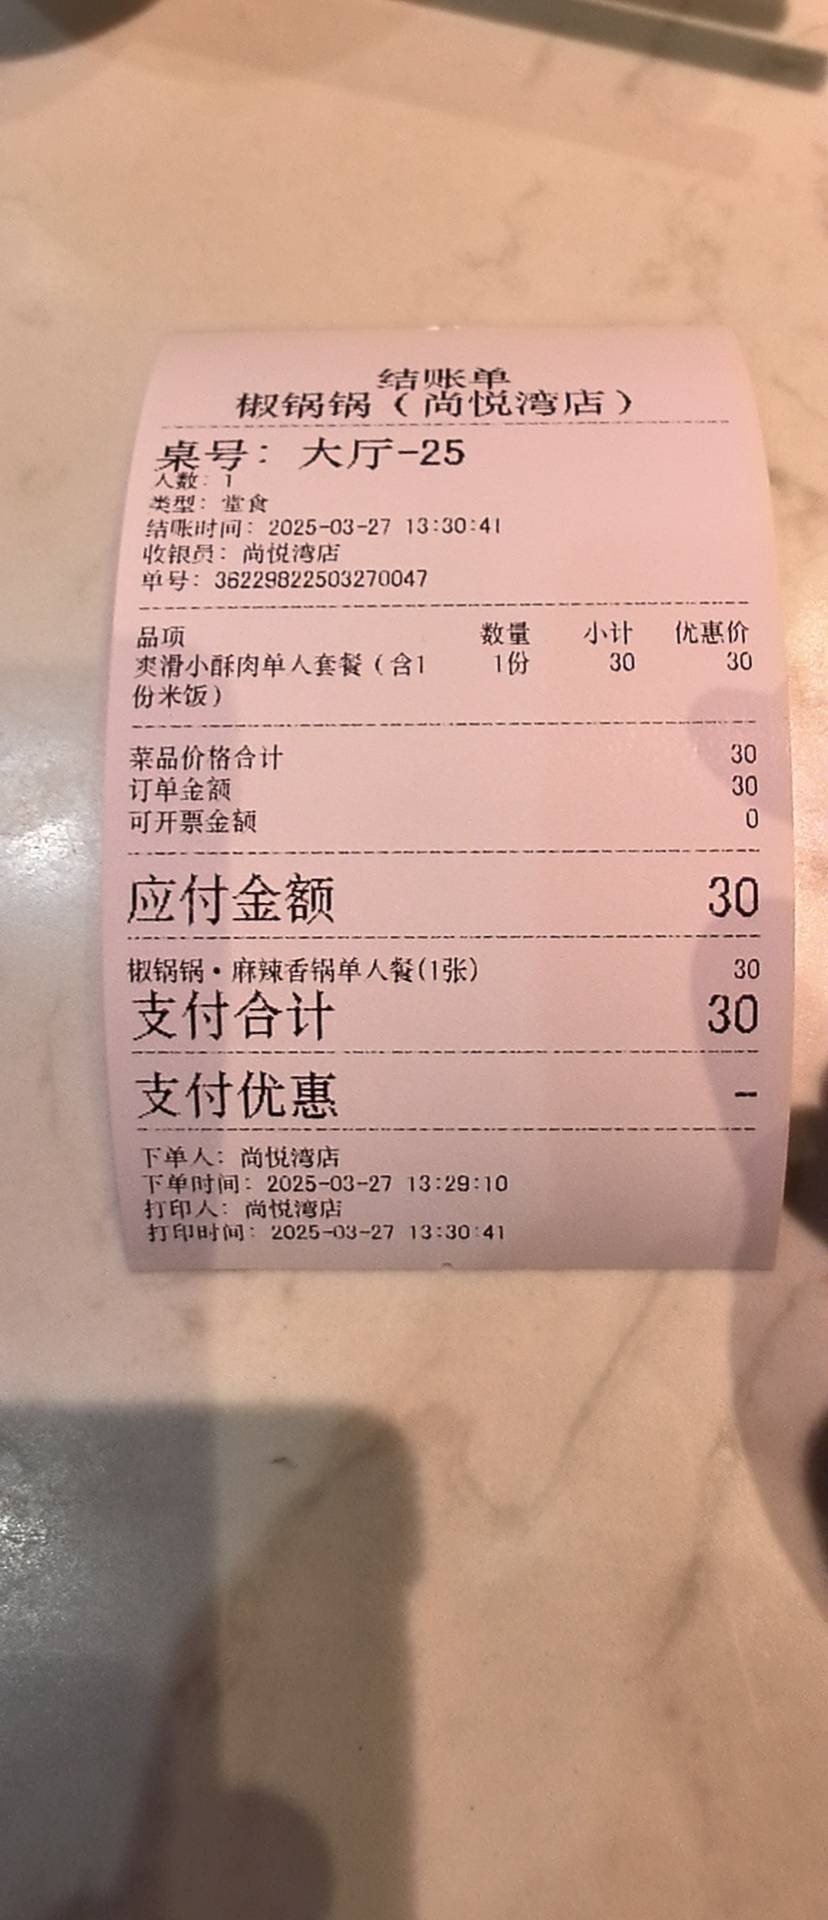 结账单
椒锅锅（尚悦湾店）
桌号：大厅-25
人数：1
类型：堂食
结账时间：2025-03-27 13:30:41
收银员：尚悦湾店
单号：36229822503270047
品项 数量 小计 优惠价
爽滑小酥肉单人套餐（含1 1份 30 30
份米饭）
菜品价格合计 30
订单金额 30
可开票金额 0
应付金额 30
椒锅锅•麻辣香锅单人餐(1张) 30
支付合计 30
支付优惠 -
下单人：尚悦湾店
下单时间：2025-03-27 13:29:10
打印人：尚悦湾店
打印时间：2025-03-27 13:30:41